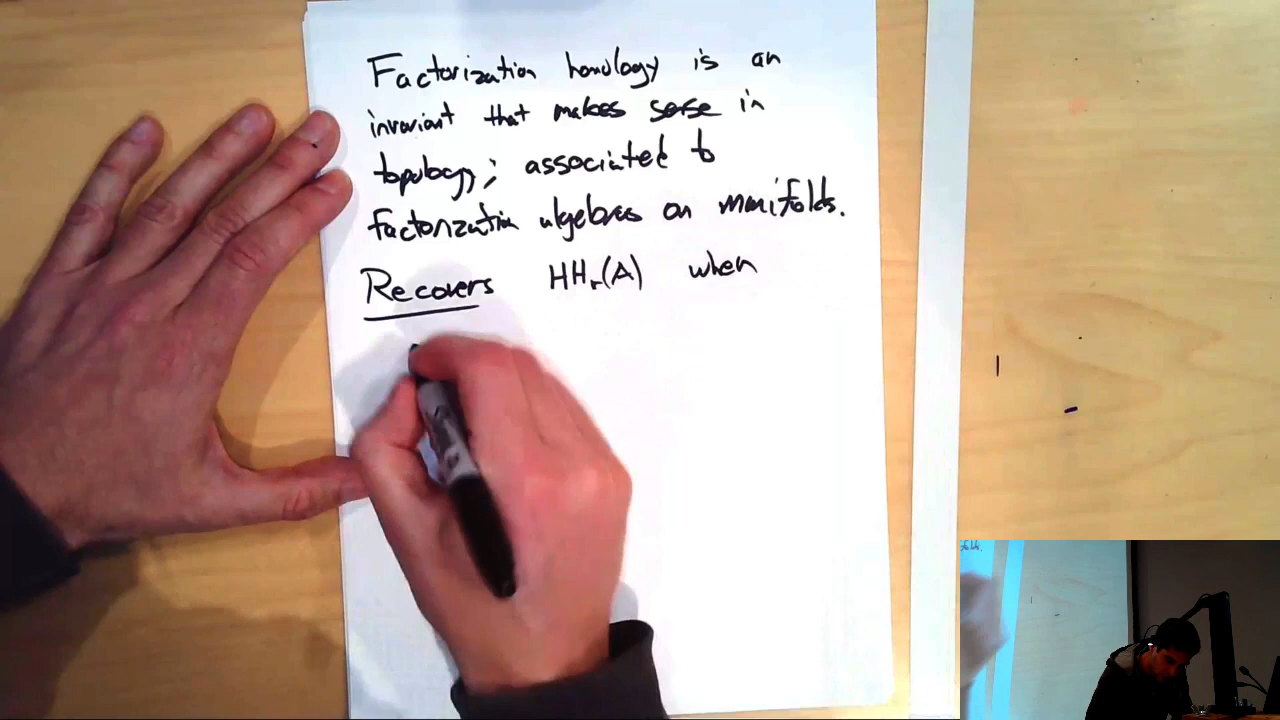 Factorization homology is an
invariant that makes sense in
topology; associated to
factorization algebras on manifolds.
Recovers HH*(A) when